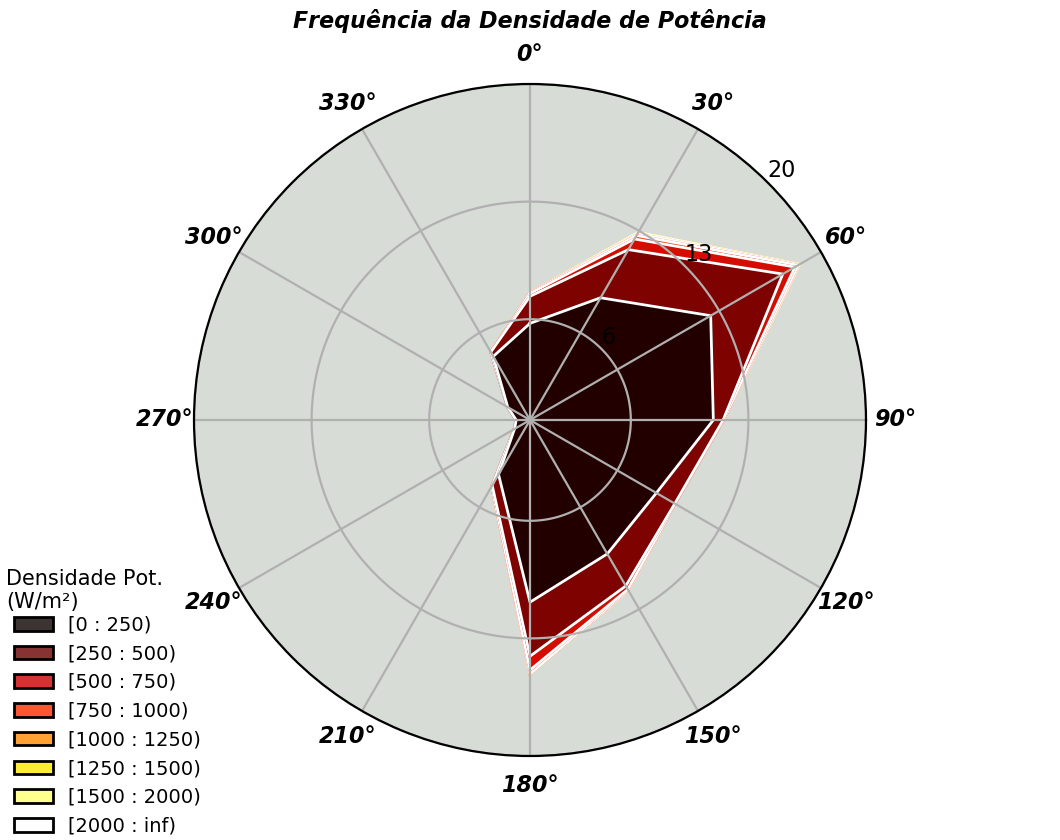 Frequência da Densidade de Potência
0°
330°
30°
20
300°
60°
13
6
270°
90°
240°
120°
210°
150°
180°
Densidade Pot.
(W/m²)
[0 : 250)
[250 : 500)
[500 : 750)
[750 : 1000)
[1000 : 1250)
[1250 : 1500)
[1500 : 2000)
[2000 : inf)